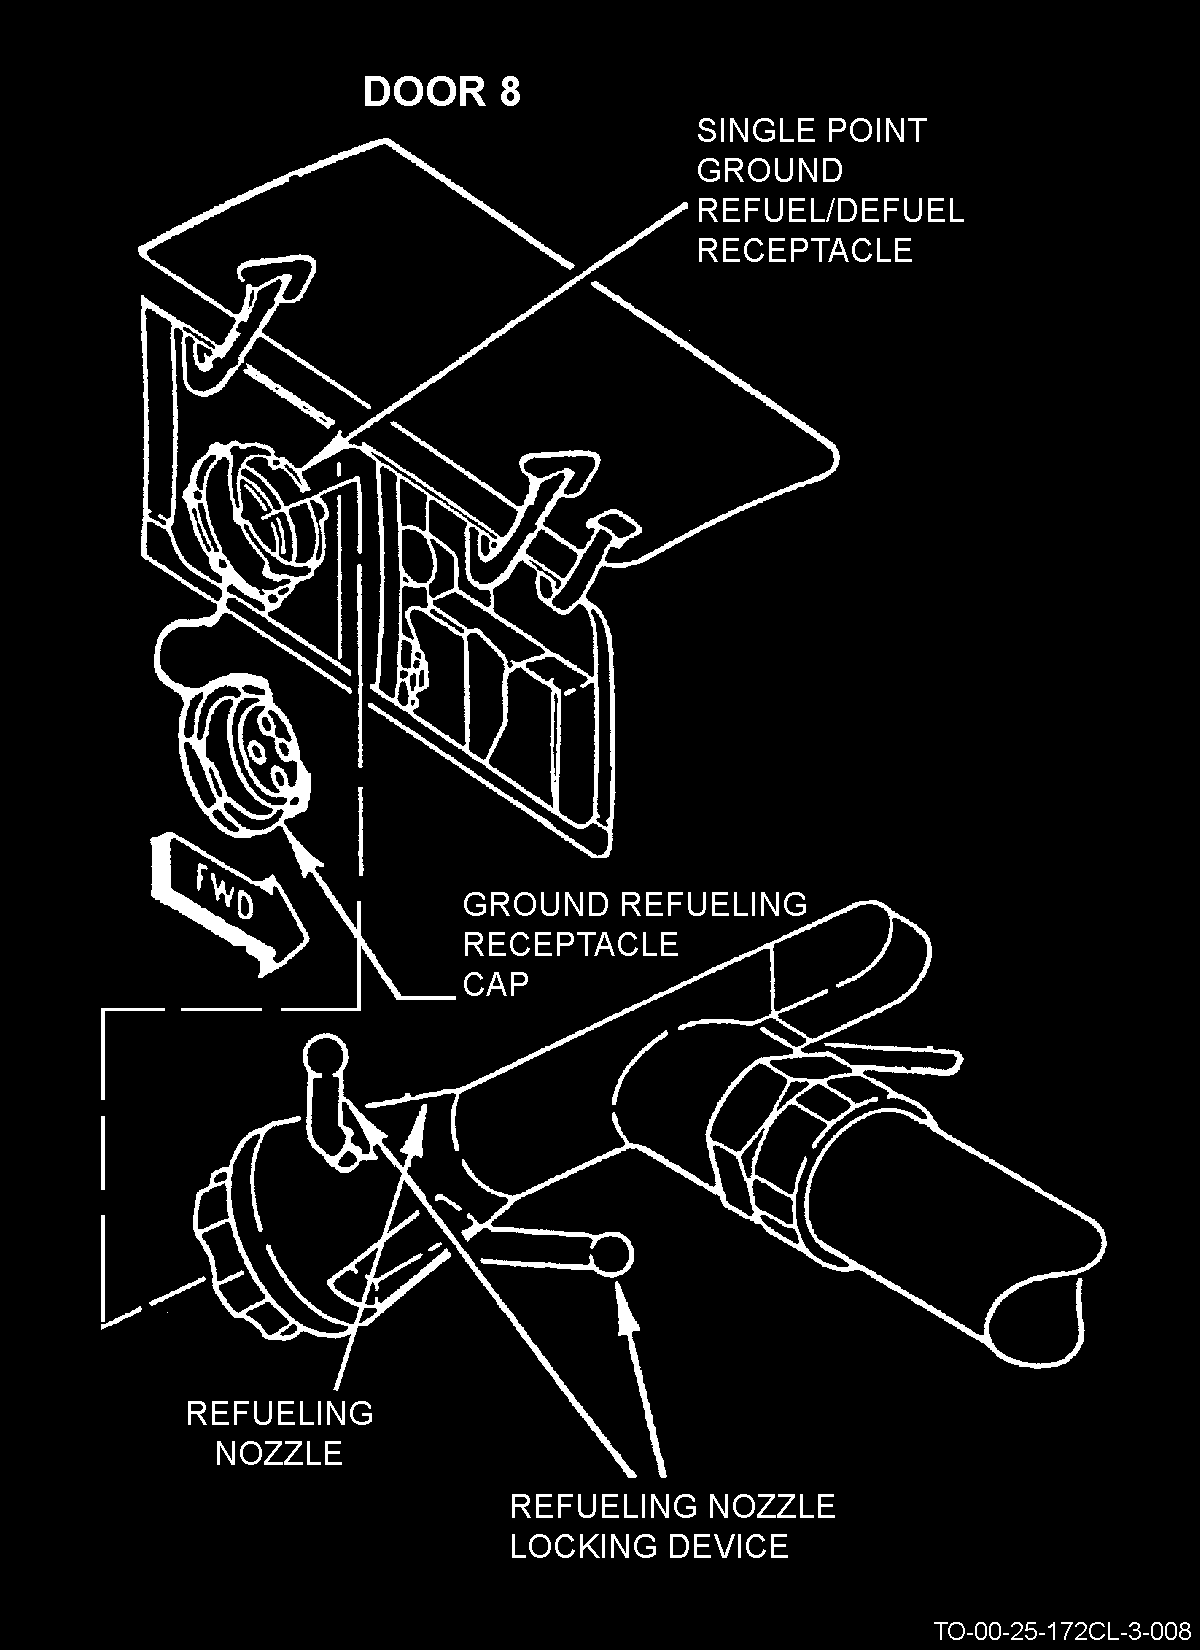 DOOR 8
SINGLE POINT
GROUND
REFUEL/DEFUEL
RECEPTACLE
FWD
GROUND REFUELING
RECEPTACLE
CAP
REFUELING
NOZZLE
REFUELING NOZZLE
LOCKING DEVICE
TO-00-25-172CL-3-008